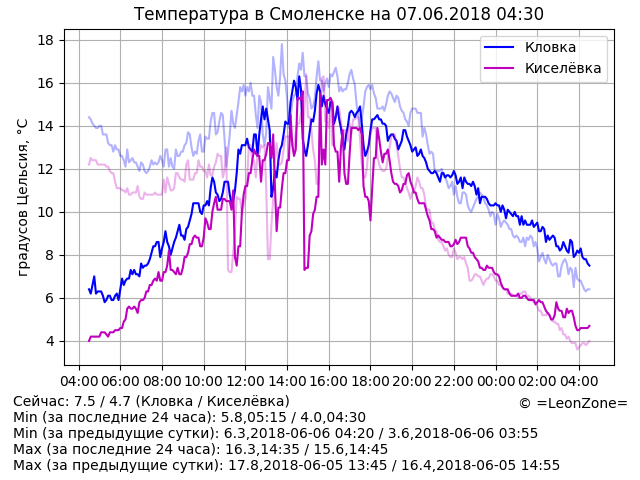 Температура в Смоленске на 07.06.2018 04:30
градусов Цельсия, °C
18
16
14
12
10
8
6
4
Кловка
Киселёвка
04:00 06:00 08:00 10:00 12:00 14:00 16:00 18:00 20:00 22:00 00:00 02:00 04:00
Сейчас: 7.5 / 4.7 (Кловка / Киселёвка)
© =LeonZone=
Min (за последние 24 часа): 5.8,05:15 / 4.0,04:30
Min (за предыдущие сутки): 6.3,2018-06-06 04:20 / 3.6,2018-06-06 03:55
Max (за последние 24 часа): 16.3,14:35 / 15.6,14:45
Max (за предыдущие сутки): 17.8,2018-06-05 13:45 / 16.4,2018-06-05 14:55